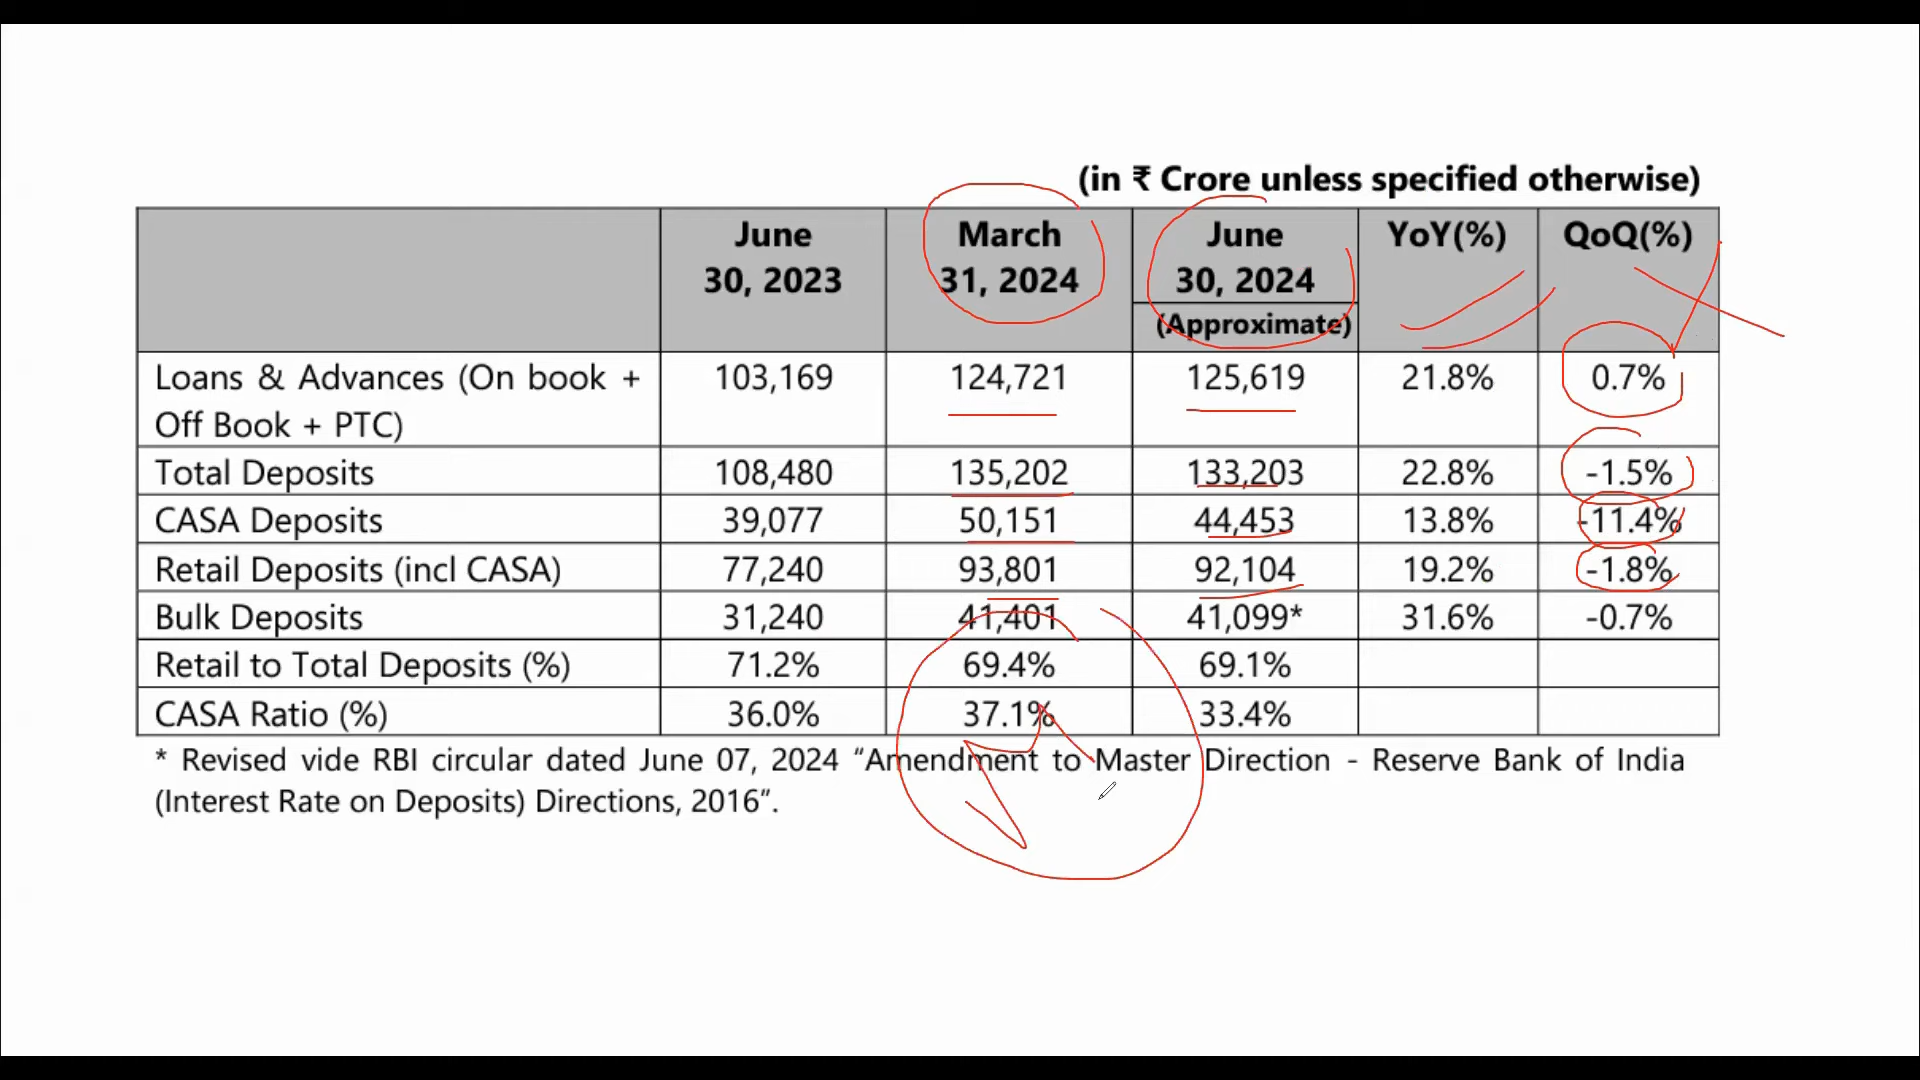 (in ₹ Crore unless specified otherwise)
June 30, 2023 March 31, 2024 June 30, 2024 (Approximate) YoY(%) QoQ(%)
Loans & Advances (On book + Off Book + PTC) 103,169 124,721 125,619 21.8% 0.7%
Total Deposits 108,480 135,202 133,203 22.8% -1.5%
CASA Deposits 39,077 50,151 44,453 13.8% -11.4%
Retail Deposits (incl CASA) 77,240 93,801 92,104 19.2% -1.8%
Bulk Deposits 31,240 41,401 41,099* 31.6% -0.7%
Retail to Total Deposits (%) 71.2% 69.4% 69.1%
CASA Ratio (%) 36.0% 37.1% 33.4%
* Revised vide RBI circular dated June 07, 2024 “Amendment to Master Direction - Reserve Bank of India
(Interest Rate on Deposits) Directions, 2016”.